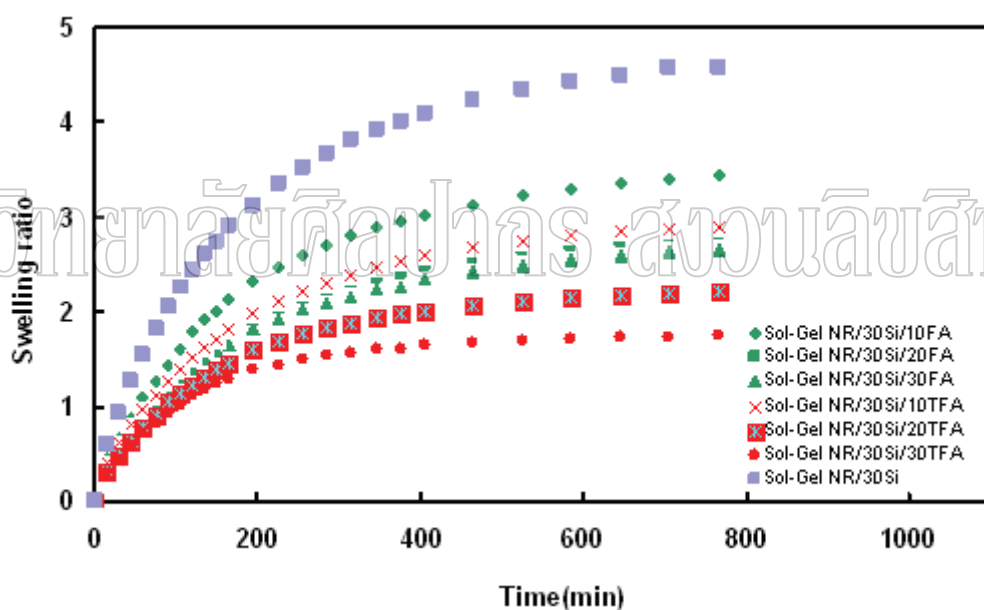 5
4
3
2
1
0
0
200
400
600
800
1000
Swelling ratio
Time(min)
Sol-Gel NR/30Si/10FA
Sol-Gel NR/30Si/20FA
Sol-Gel NR/30Si/30FA
Sol-Gel NR/30Si/10TFA
Sol-Gel NR/30Si/20TFA
Sol-Gel NR/30Si/30TFA
Sol-Gel NR/30Si